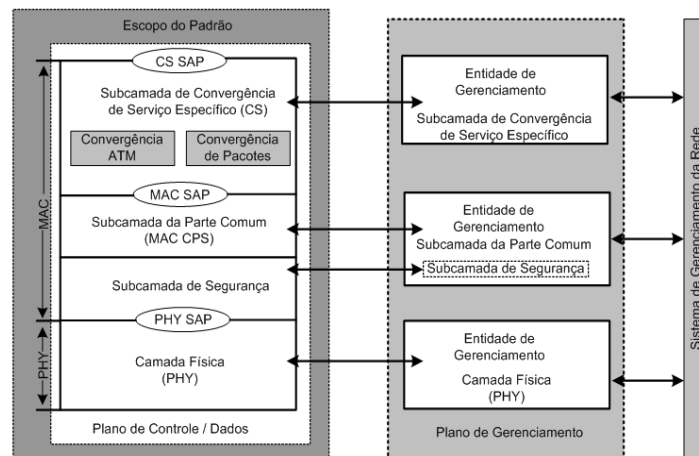 Escopo do Padrão
CS SAP
Subcamada de Convergência
de Serviço Específico (CS)
Convergência
ATM
Convergência
de Pacotes
MAC SAP
Subcamada da Parte Comum
(MAC CPS)
Subcamada de Segurança
PHY SAP
Camada Física
(PHY)
Plano de Controle / Dados
MAC
PHY
Entidade de
Gerenciamento
Subcamada de Convergência
de Serviço Específico
Entidade de
Gerenciamento
Subcamada da Parte Comum
Subcamada de Segurança
Entidade de
Gerenciamento
Camada Física
(PHY)
Plano de Gerenciamento
Sistema de Gerenciamento da Rede